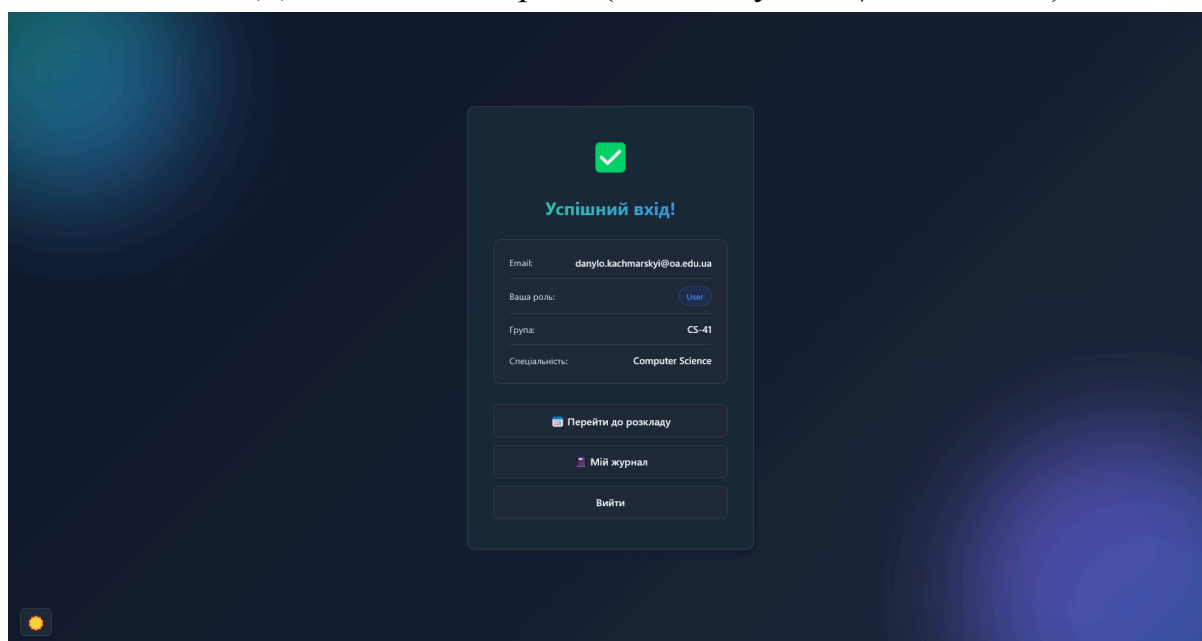 Успішний вхід!
Email: danylo.kachmarskyi@oa.edu.ua
Ваша роль: User
Група: CS-41
Спеціальність: Computer Science
Перейти до розкладу
Мій журнал
Вийти